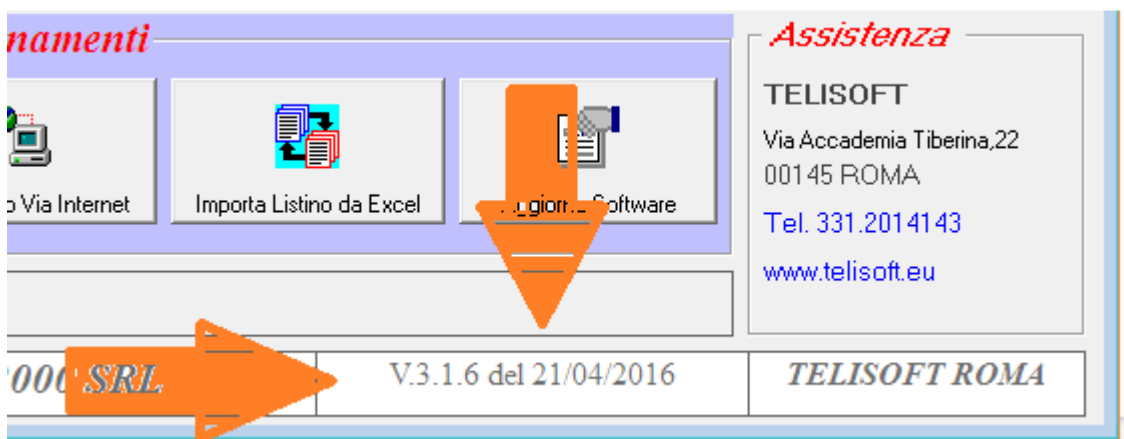 namenti
Assistenza
TELISOFT
Via Accademia Tiberina,22
00145 ROMA
Tel. 331.2014143
www.telisoft.eu
Via Internet
Importa Listino da Excel
Software
SRL
V.3.1.6 del 21/04/2016
TELISOFT ROMA